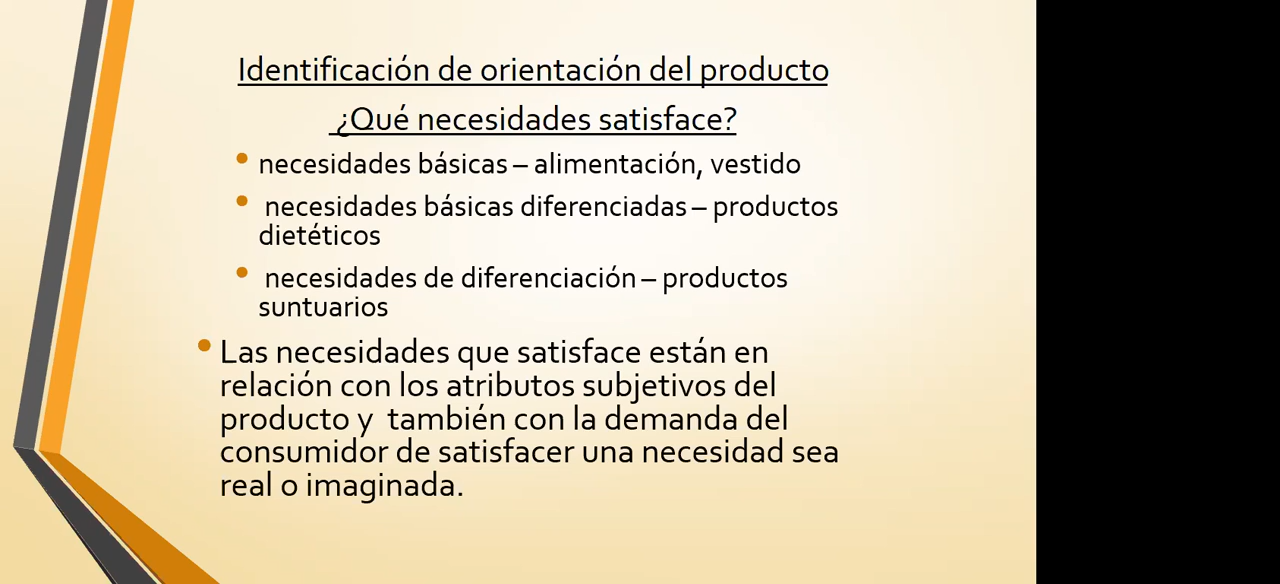 Identificación de orientación del producto
¿Qué necesidades satisface?
• necesidades básicas – alimentación, vestido
• necesidades básicas diferenciadas – productos
dietéticos
• necesidades de diferenciación – productos
suntuarios
• Las necesidades que satisface están en
relación con los atributos subjetivos del
producto y  también con la demanda del
consumidor de satisfacer una necesidad sea
real o imaginada.